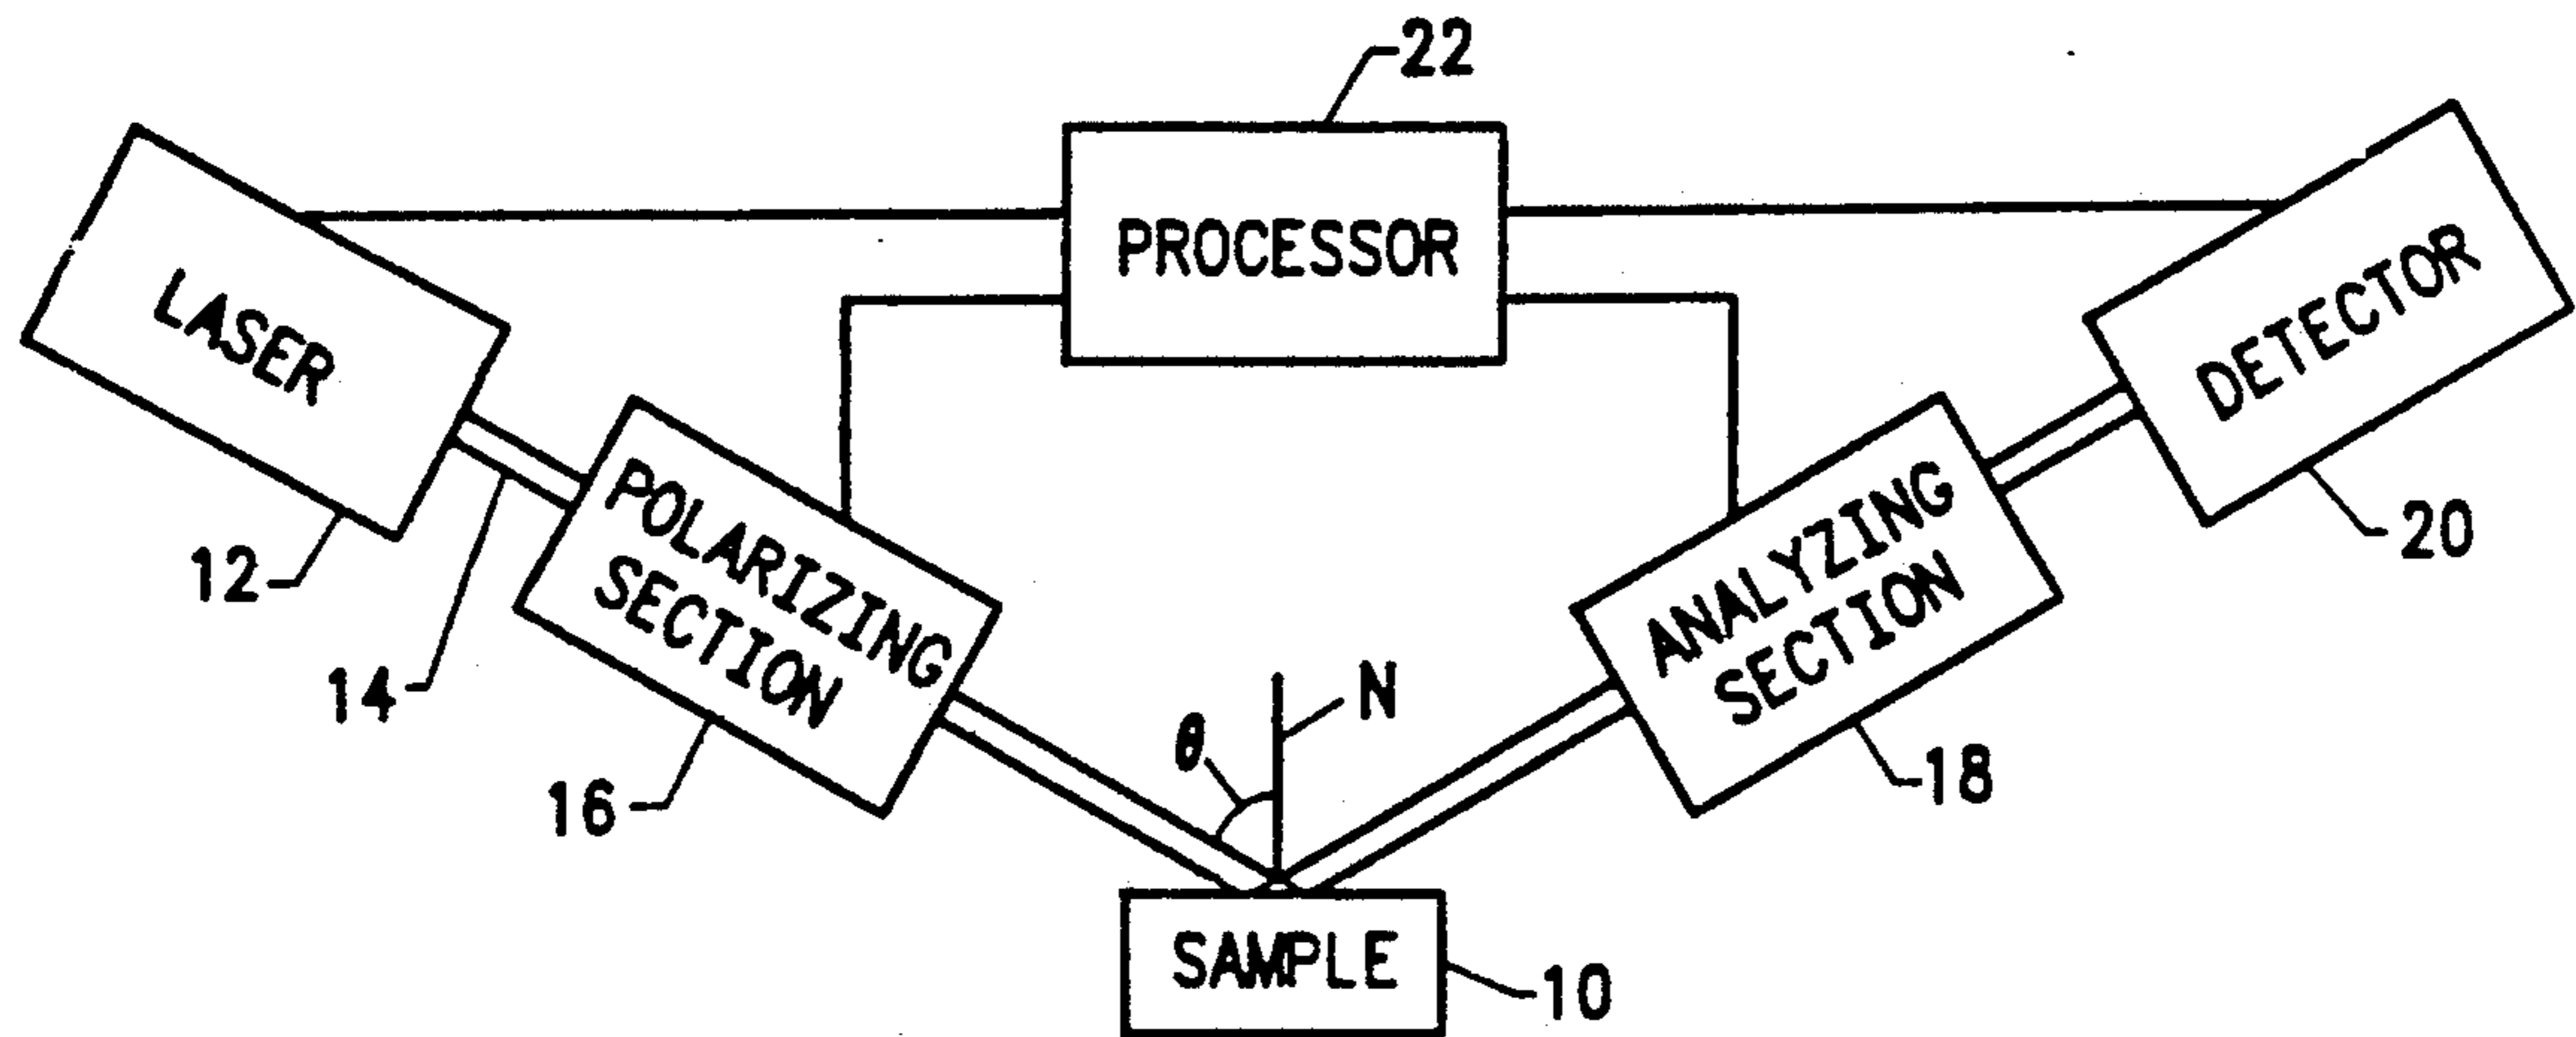 22
PROCESSOR
LASER
DETECTOR
12
14
POLARIZING
SECTION
16
ANALYZING
SECTION
20
18
θ
N
SAMPLE
10